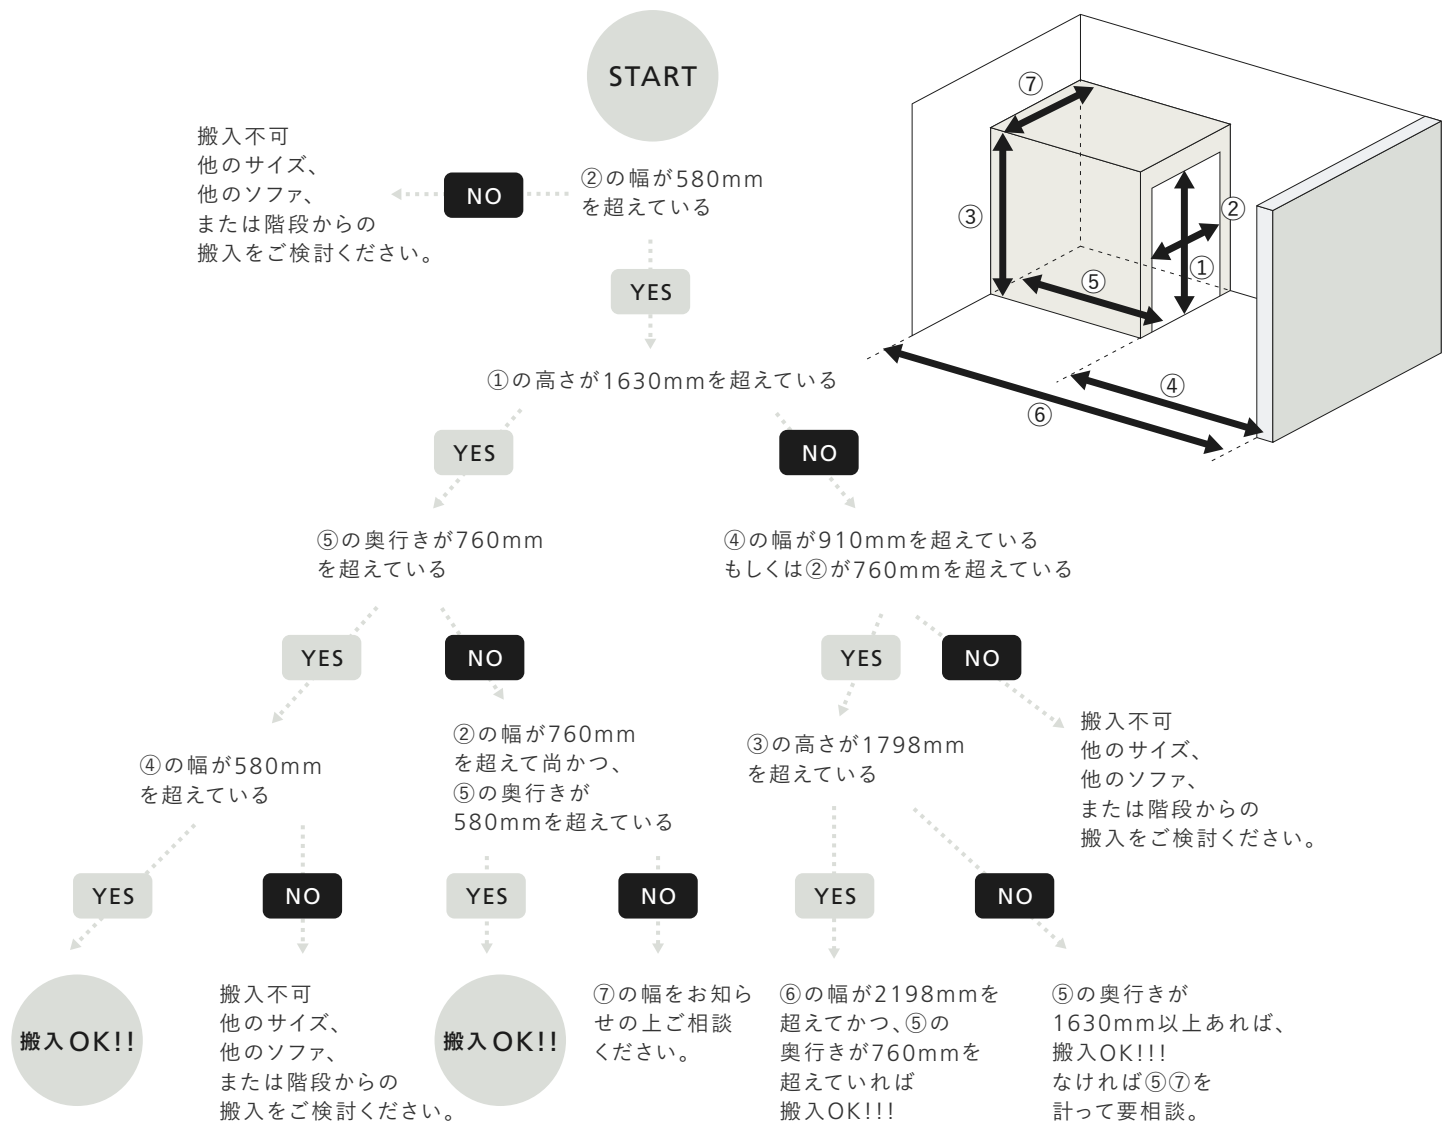 START
②の幅が580mm
を超えている
NO
搬入不可
他のサイズ、
他のソファ、
または階段からの
搬入をご検討ください。
YES
①の高さが1630mmを超えている
YES
NO
⑤の奥行きが760mm
を超えている
④の幅が910mmを超えている
もしくは②が760mmを超えている
YES
NO
YES
NO
④の幅が580mm
を超えている
②の幅が760mm
を超えて尚かつ、
⑤の奥行きが
580mmを超えている
③の高さが1798mm
を超えている
搬入不可
他のサイズ、
他のソファ、
または階段からの
搬入をご検討ください。
YES
NO
YES
NO
YES
NO
搬入OK!!
搬入不可
他のサイズ、
他のソファ、
または階段からの
搬入をご検討ください。
搬入OK!!
⑦の幅をお知ら
せの上ご相談
ください。
⑥の幅が2198mmを
超えてかつ、⑤の
奥行きが760mmを
超えていれば
搬入OK!!!
⑤の奥行きが
1630mm以上あれば、
搬入OK!!!
なければ⑤⑦を
計って要相談。
⑦
③
②
①
⑤
④
⑥